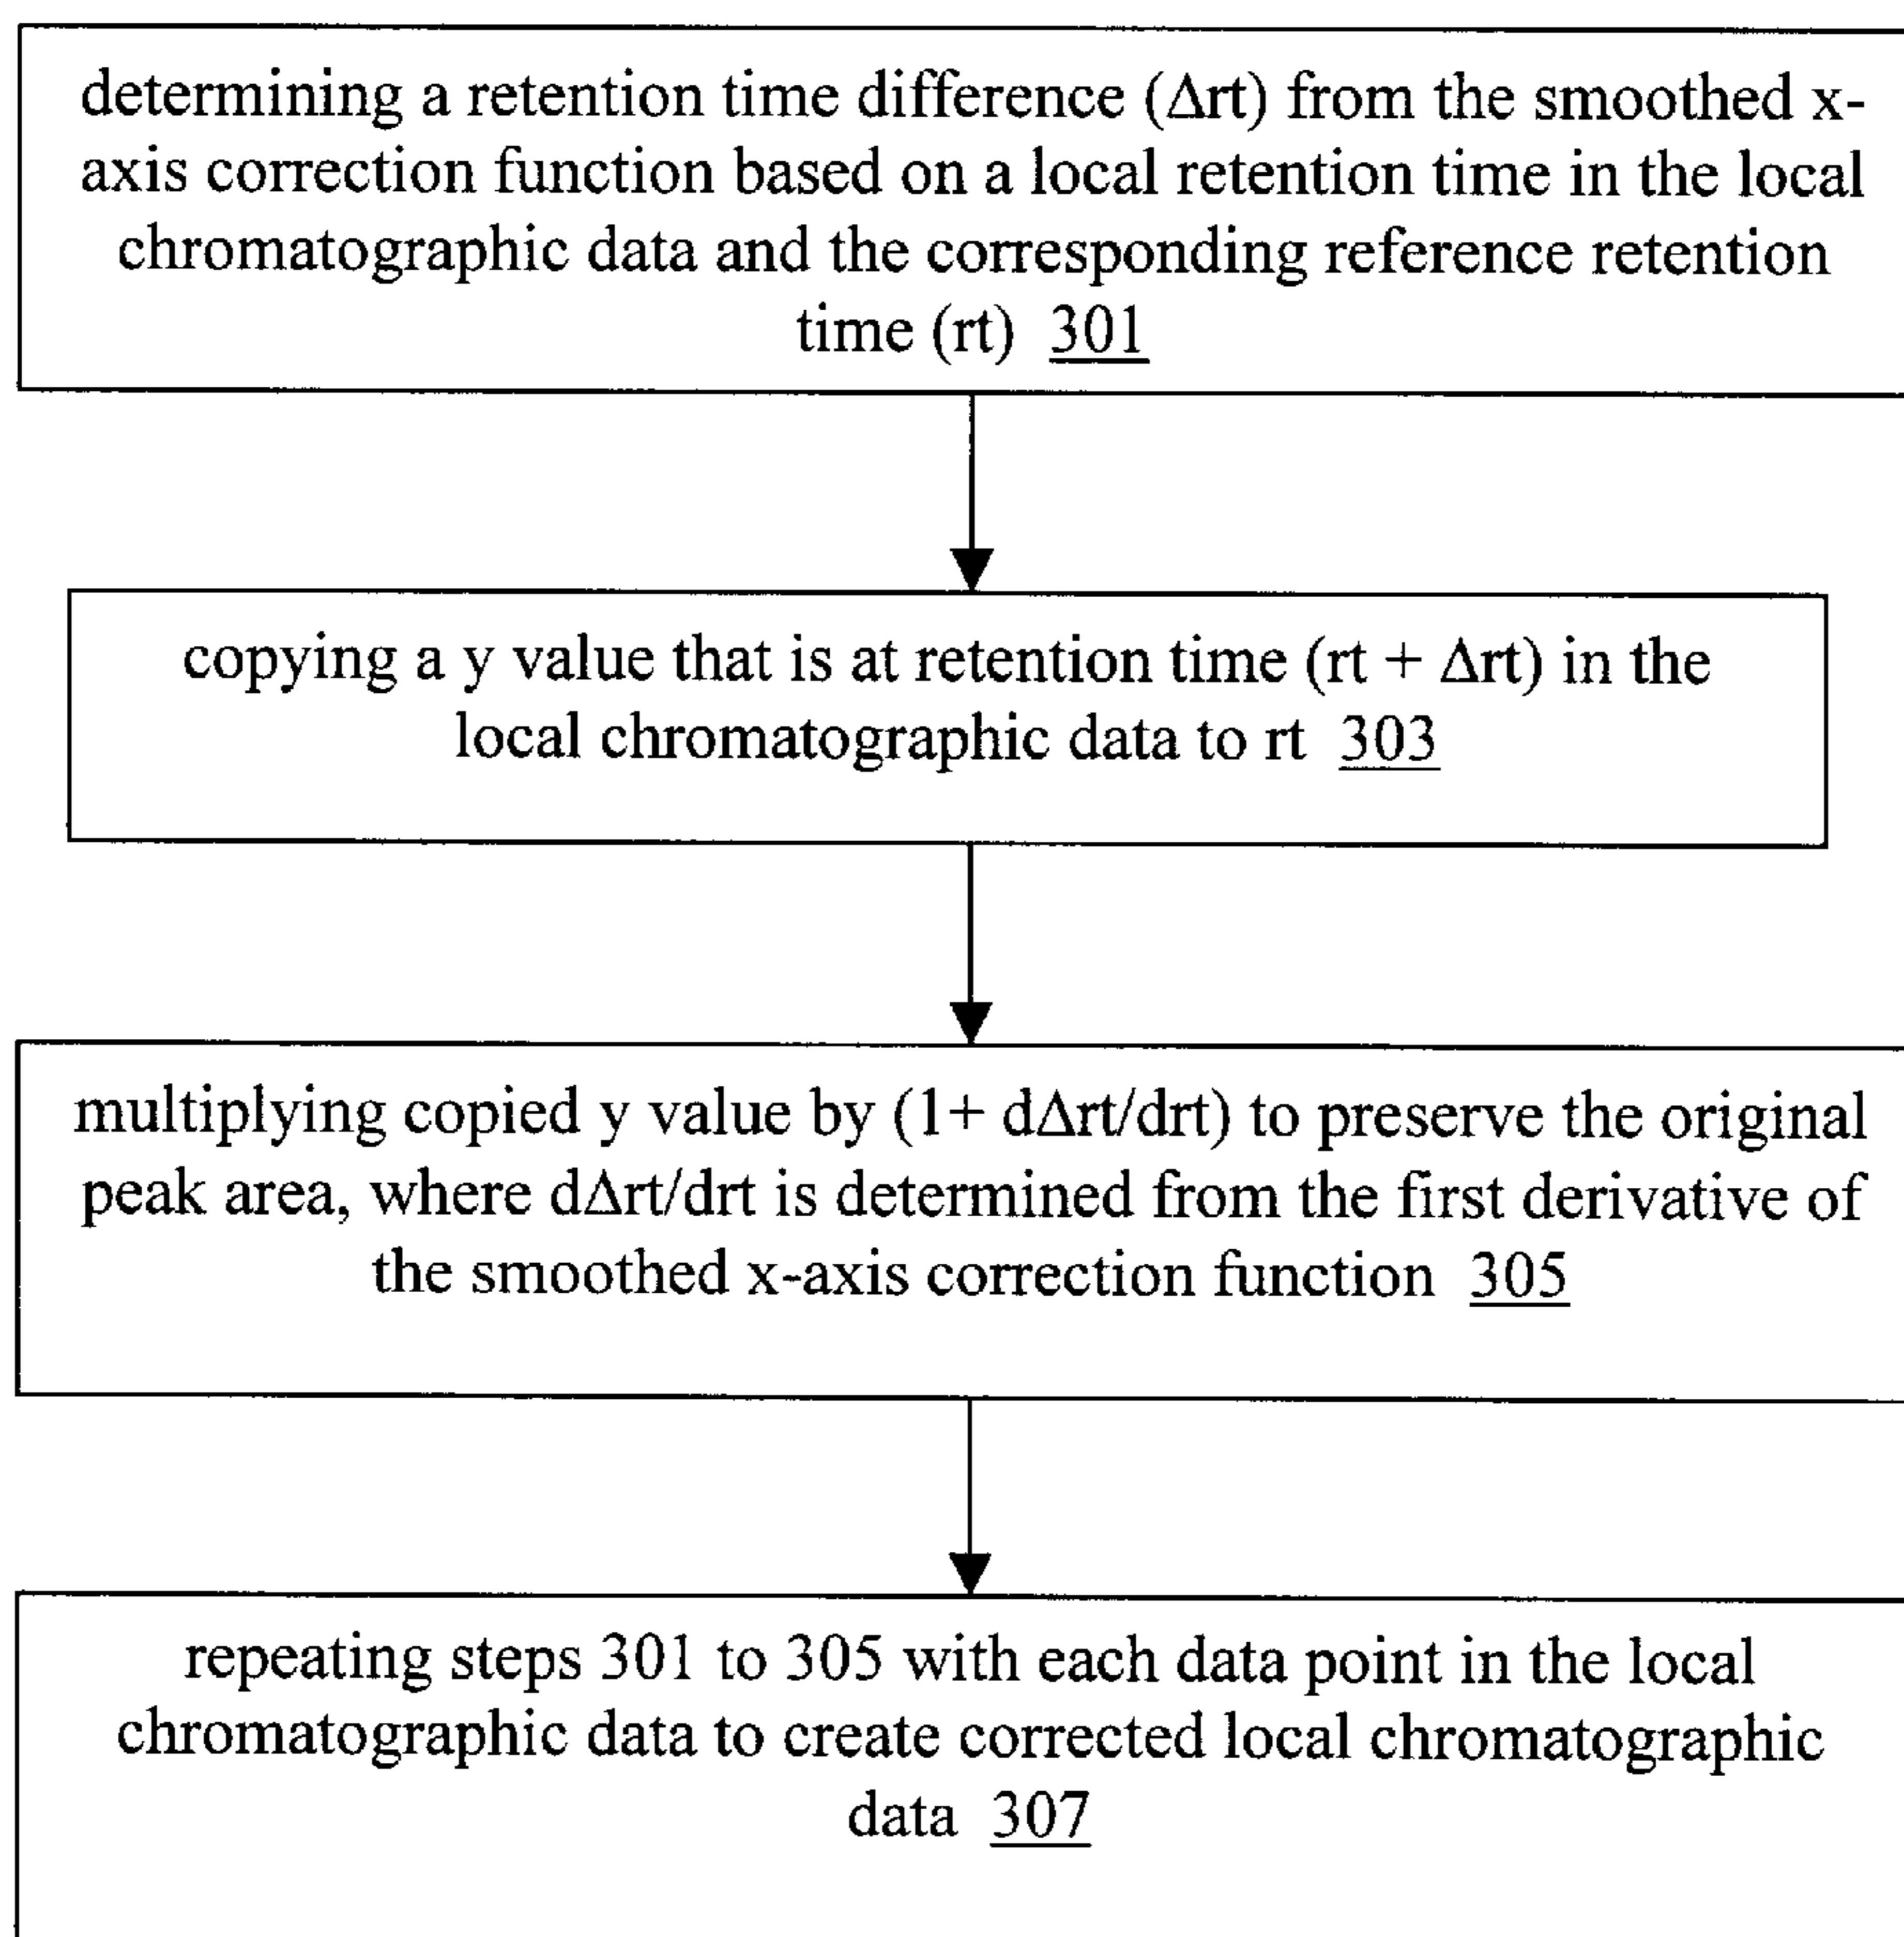 determining a retention time difference (Δrt) from the smoothed x-
axis correction function based on a local retention time in the local
chromatographic data and the corresponding reference retention
time (rt) 301
copying a y value that is at retention time (rt + Δrt) in the
local chromatographic data to rt 303
multiplying copied y value by (1+ dΔrt/drt) to preserve the original
peak area, where dΔrt/drt is determined from the first derivative of
the smoothed x-axis correction function 305
repeating steps 301 to 305 with each data point in the local
chromatographic data to create corrected local chromatographic
data 307